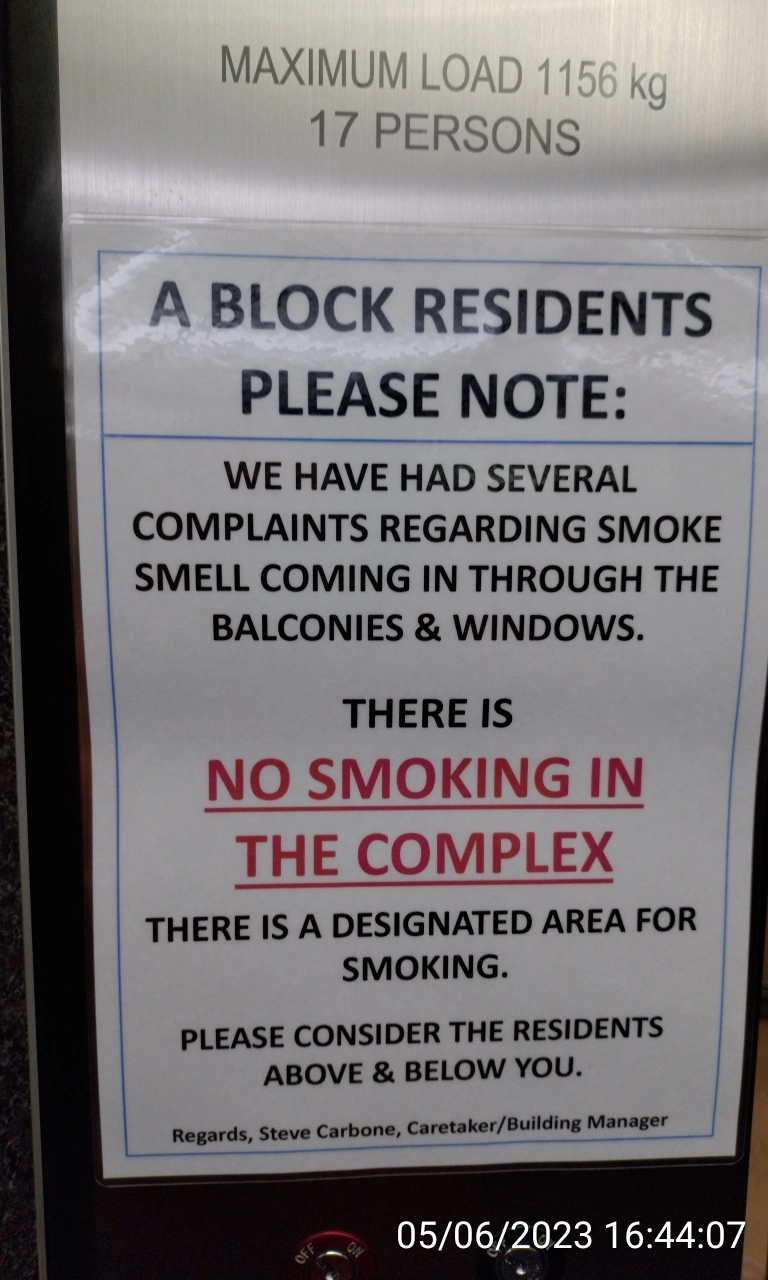 MAXIMUM LOAD 1156 kg
17 PERSONS
A BLOCK RESIDENTS
PLEASE NOTE:
WE HAVE HAD SEVERAL
COMPLAINTS REGARDING SMOKE
SMELL COMING IN THROUGH THE
BALCONIES & WINDOWS.
THERE IS
NO SMOKING IN
THE COMPLEX
THERE IS A DESIGNATED AREA FOR
SMOKING.
PLEASE CONSIDER THE RESIDENTS
ABOVE & BELOW YOU.
Regards, Steve Carbone, Caretaker/Building Manager
05/06/2023 16:44:07
OFF ON